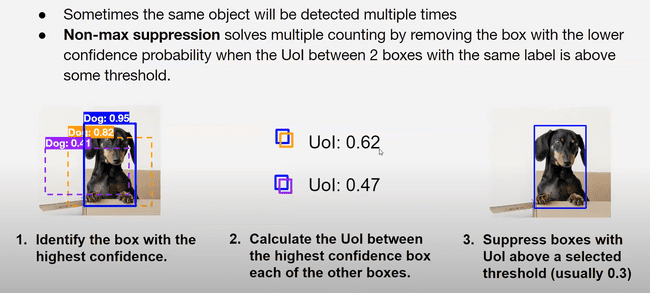 ● Sometimes the same object will be detected multiple times
● Non-max suppression solves multiple counting by removing the box with the lower
confidence probability when the UoI between 2 boxes with the same label is above
some threshold.
Dog: 0.95
Dog: 0.82
Dog: 0.41
UoI: 0.62
UoI: 0.47
1. Identify the box with the
highest confidence.
2. Calculate the UoI between
the highest confidence box
each of the other boxes.
3. Suppress boxes with
UoI above a selected
threshold (usually 0.3)